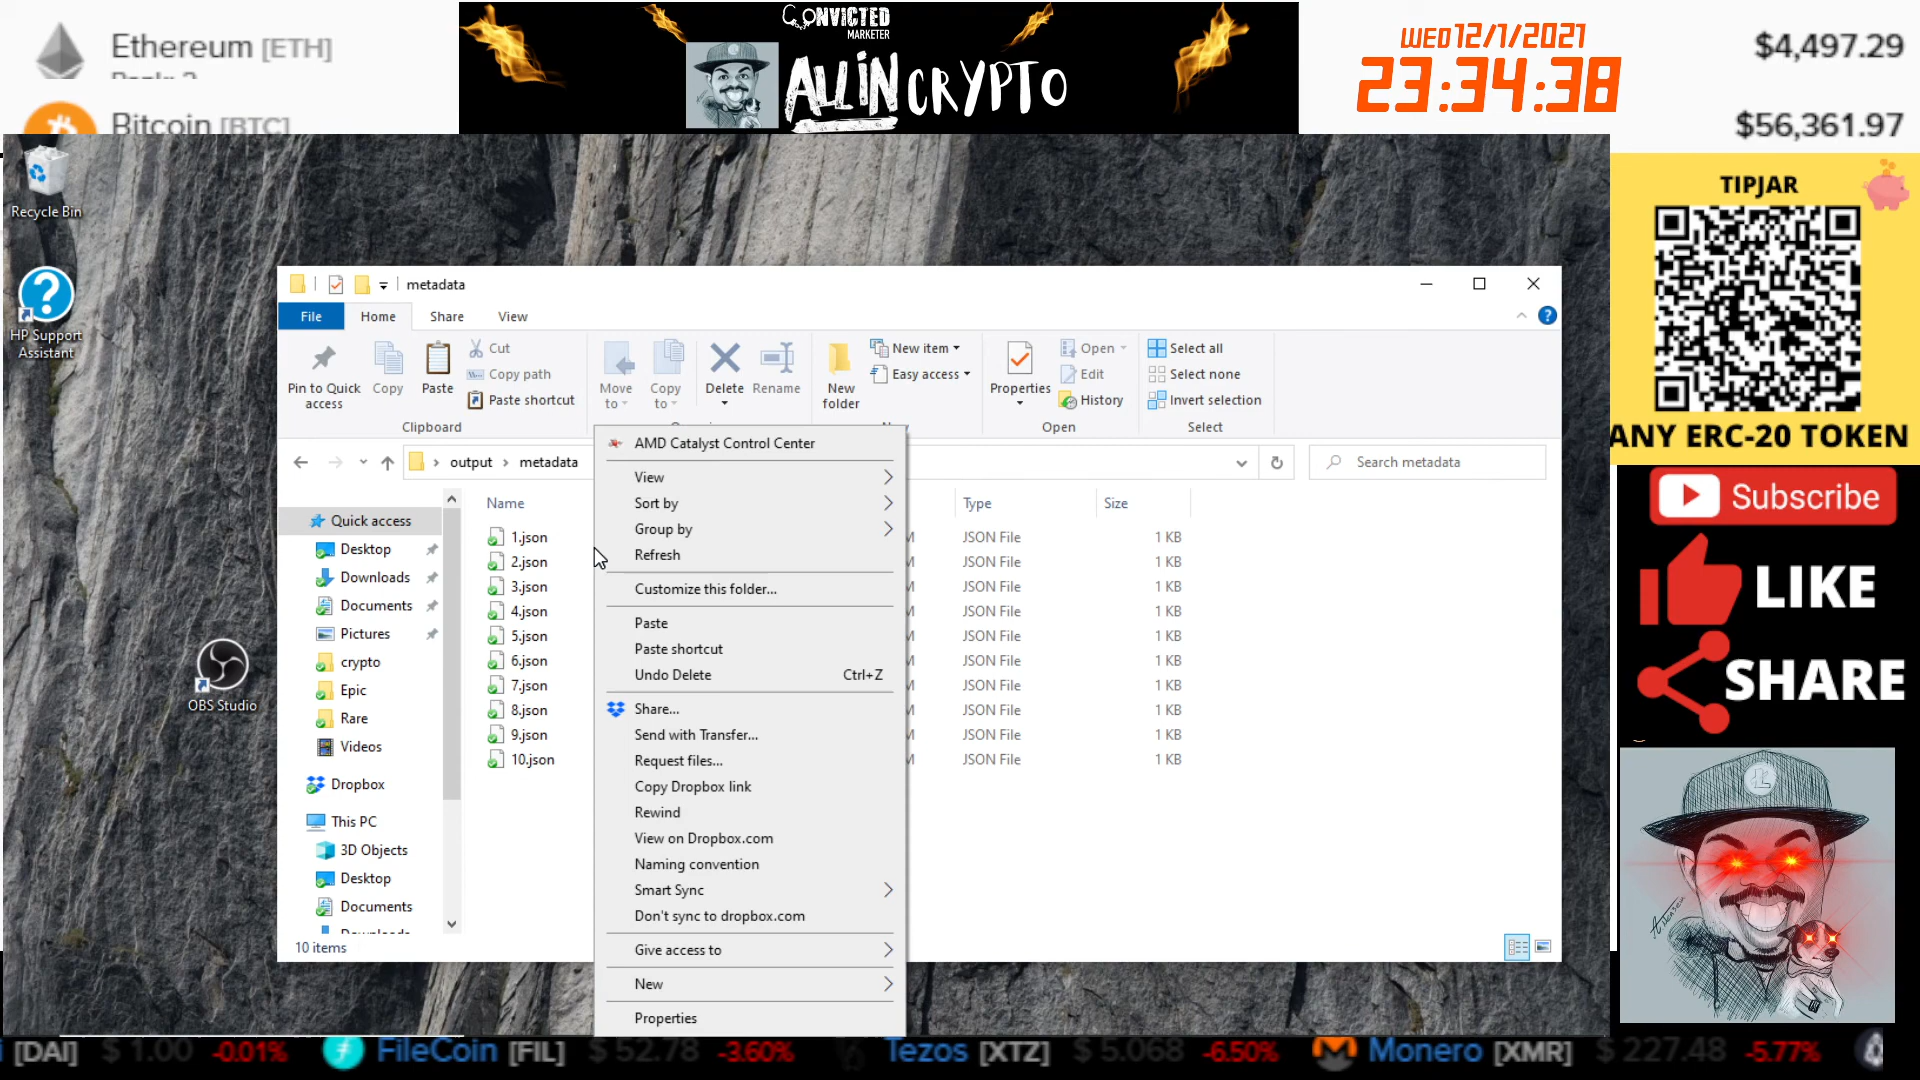 Ethereum [ETH]
Bitcoin [BTC]
CONVICTED
MARKETER
ALLiN CRYPTO
WED 12/1/2021
23:34:38
$4,497.29
$56,361.97
TIPJAR
ANY ERC-20 TOKEN
Subscribe
LIKE
SHARE
Recycle Bin
HP Support
Assistant
OBS Studio
metadata
File
Home
Share
View
Pin to Quick
access
Copy
Paste
Cut
Copy path
Paste shortcut
Clipboard
Move
to
Copy
to
Delete
Rename
New
folder
New item
Easy access
Properties
Open
Edit
History
Open
Select all
Select none
Invert selection
Select
output
metadata
Search metadata
Quick access
Desktop
Downloads
Documents
Pictures
crypto
Epic
Rare
Videos
Dropbox
This PC
3D Objects
Desktop
Documents
Downloads
10 items
Name
Type
Size
1.json
M
JSON File
1 KB
2.json
M
JSON File
1 KB
3.json
M
JSON File
1 KB
4.json
M
JSON File
1 KB
5.json
M
JSON File
1 KB
6.json
M
JSON File
1 KB
7.json
M
JSON File
1 KB
8.json
M
JSON File
1 KB
9.json
M
JSON File
1 KB
10.json
M
JSON File
1 KB
AMD Catalyst Control Center
View
Sort by
Group by
Refresh
Customize this folder...
Paste
Paste shortcut
Undo Delete
Ctrl+Z
Share...
Send with Transfer...
Request files...
Copy Dropbox link
Rewind
View on Dropbox.com
Naming convention
Smart Sync
Don't sync to dropbox.com
Give access to
New
Properties
[DAI] $ 1.00 -0.01% FileCoin [FIL] $ 52.78 -3.60% Tezos [XTZ] $ 5.068 -6.50% Monero [XMR] $ 227.48 -5.77%